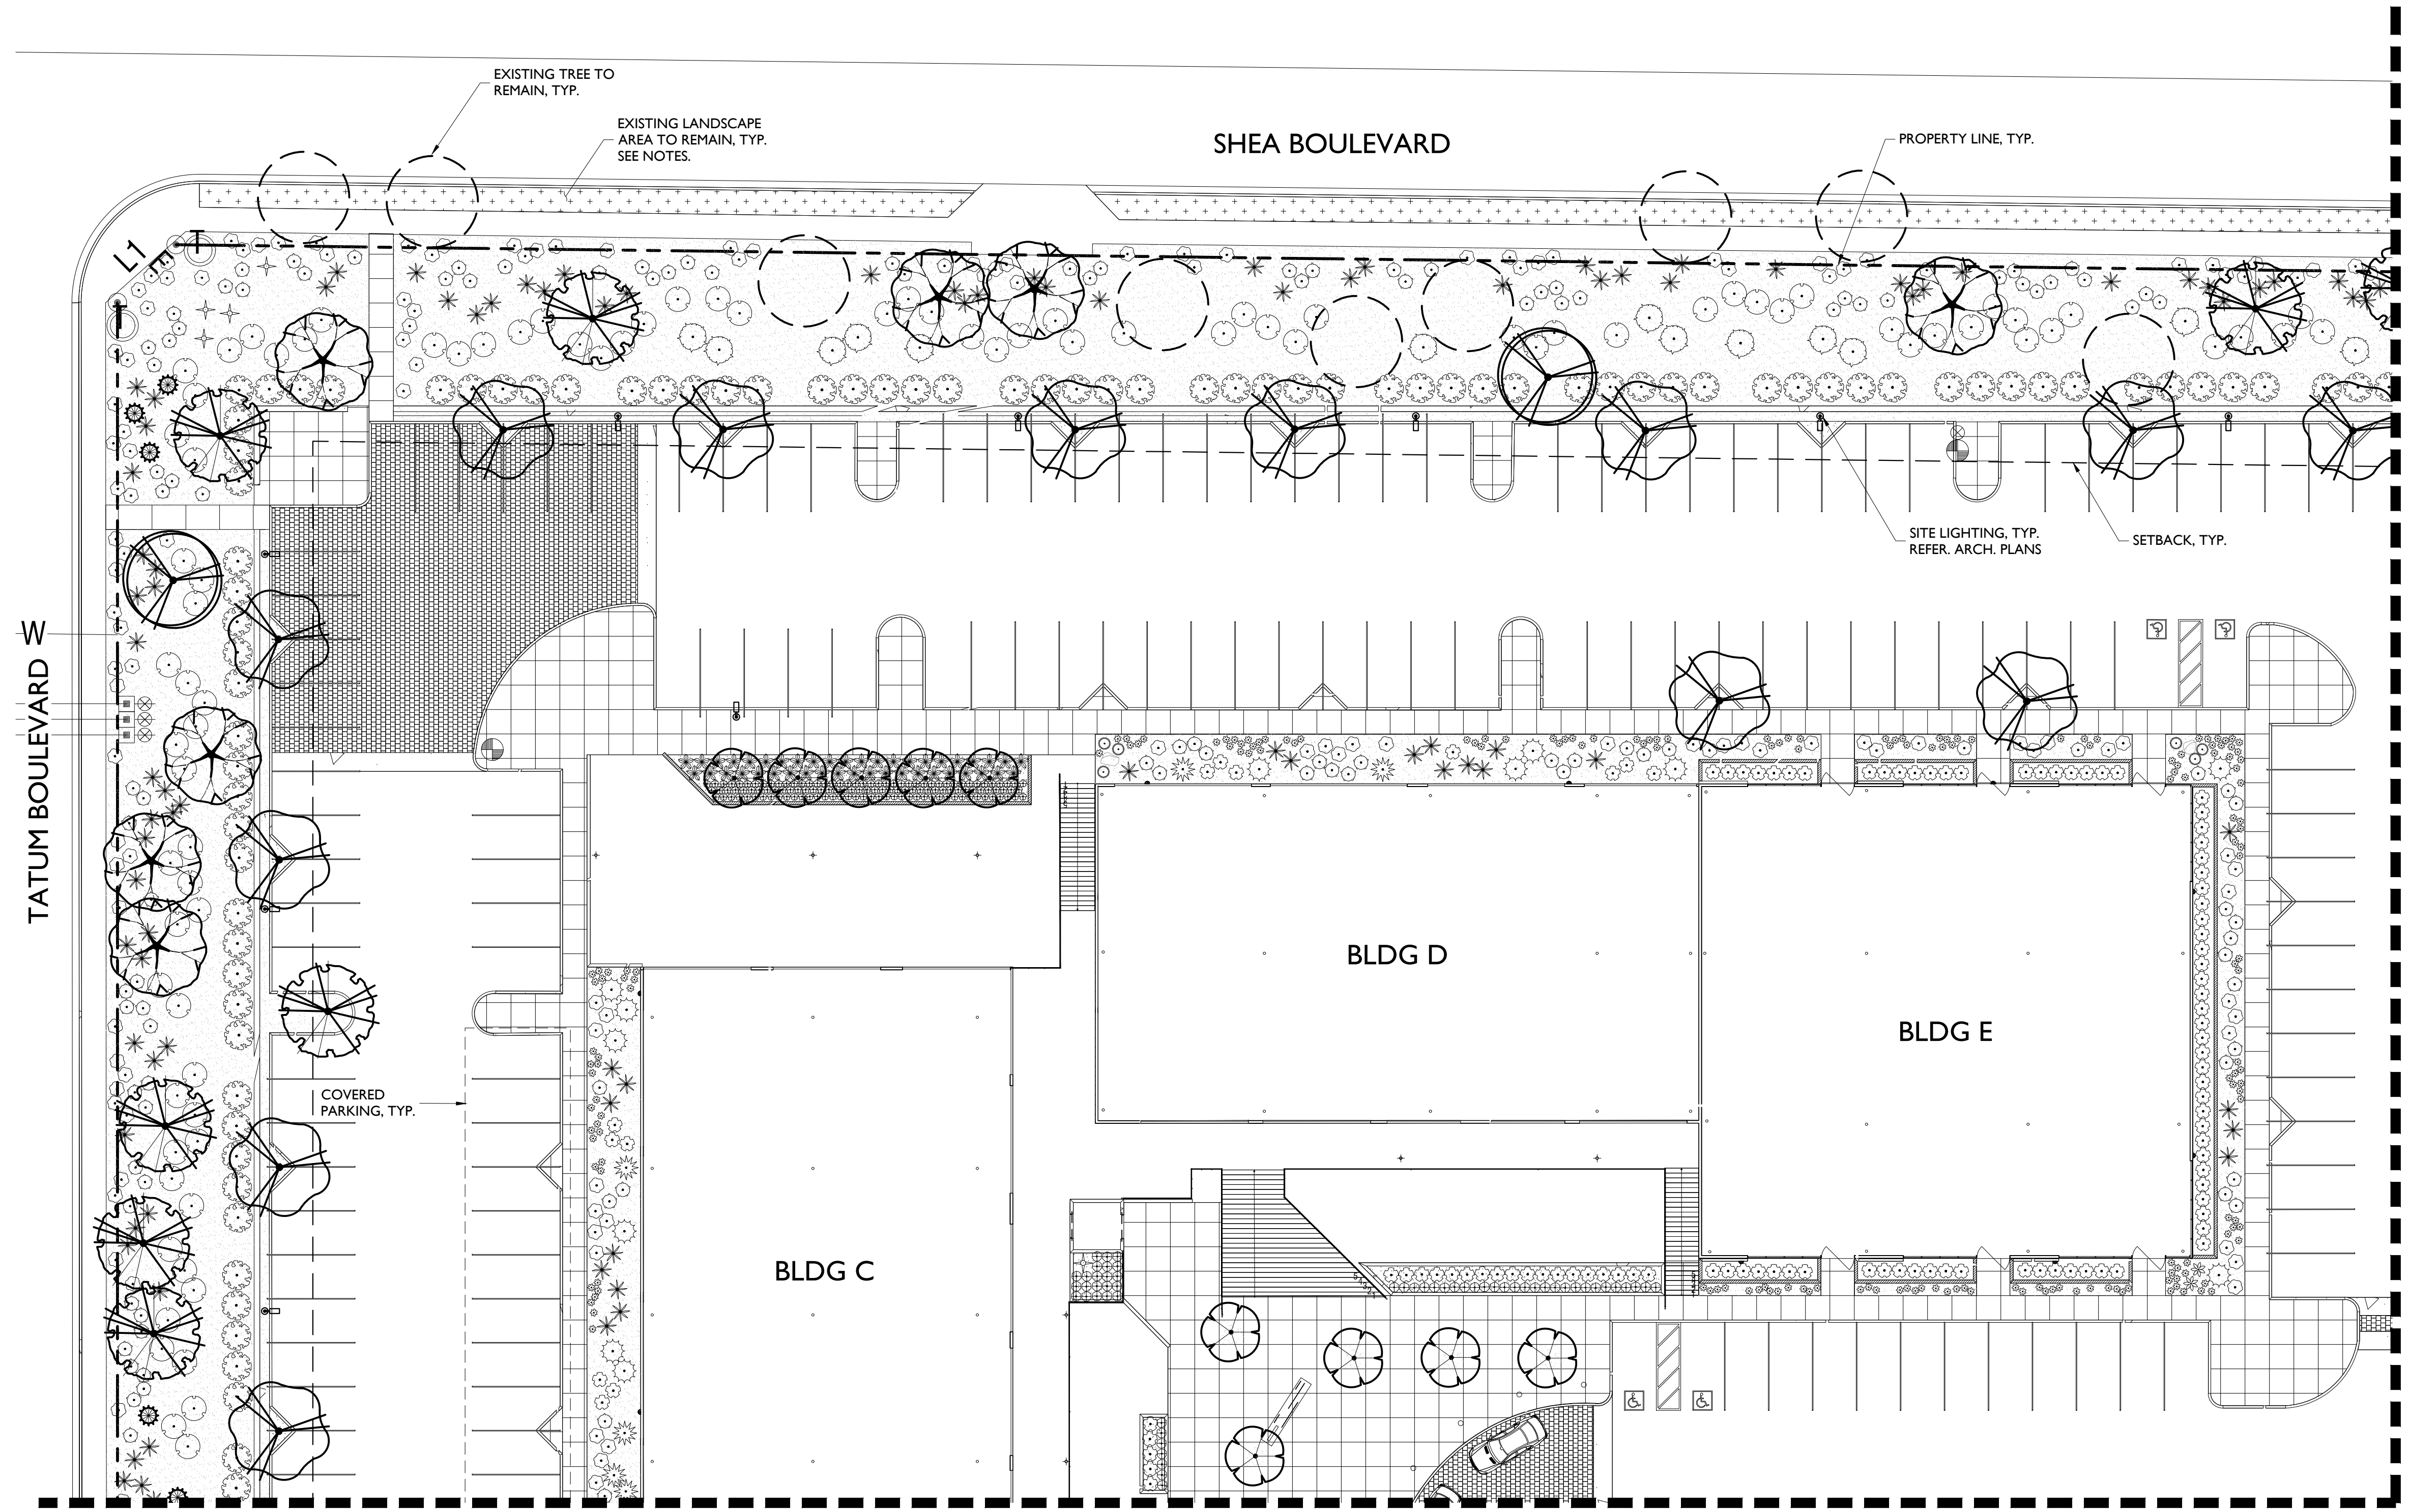 EXISTING TREE TO
REMAIN, TYP.
EXISTING LANDSCAPE
AREA TO REMAIN, TYP.
SEE NOTES.
SHEA BOULEVARD
PROPERTY LINE, TYP.
L1
T
E
T
SITE LIGHTING, TYP.
REFER. ARCH. PLANS
SETBACK, TYP.
W
TATUM BOULEVARD
BLDG D
BLDG E
COVERED
PARKING, TYP.
BLDG C